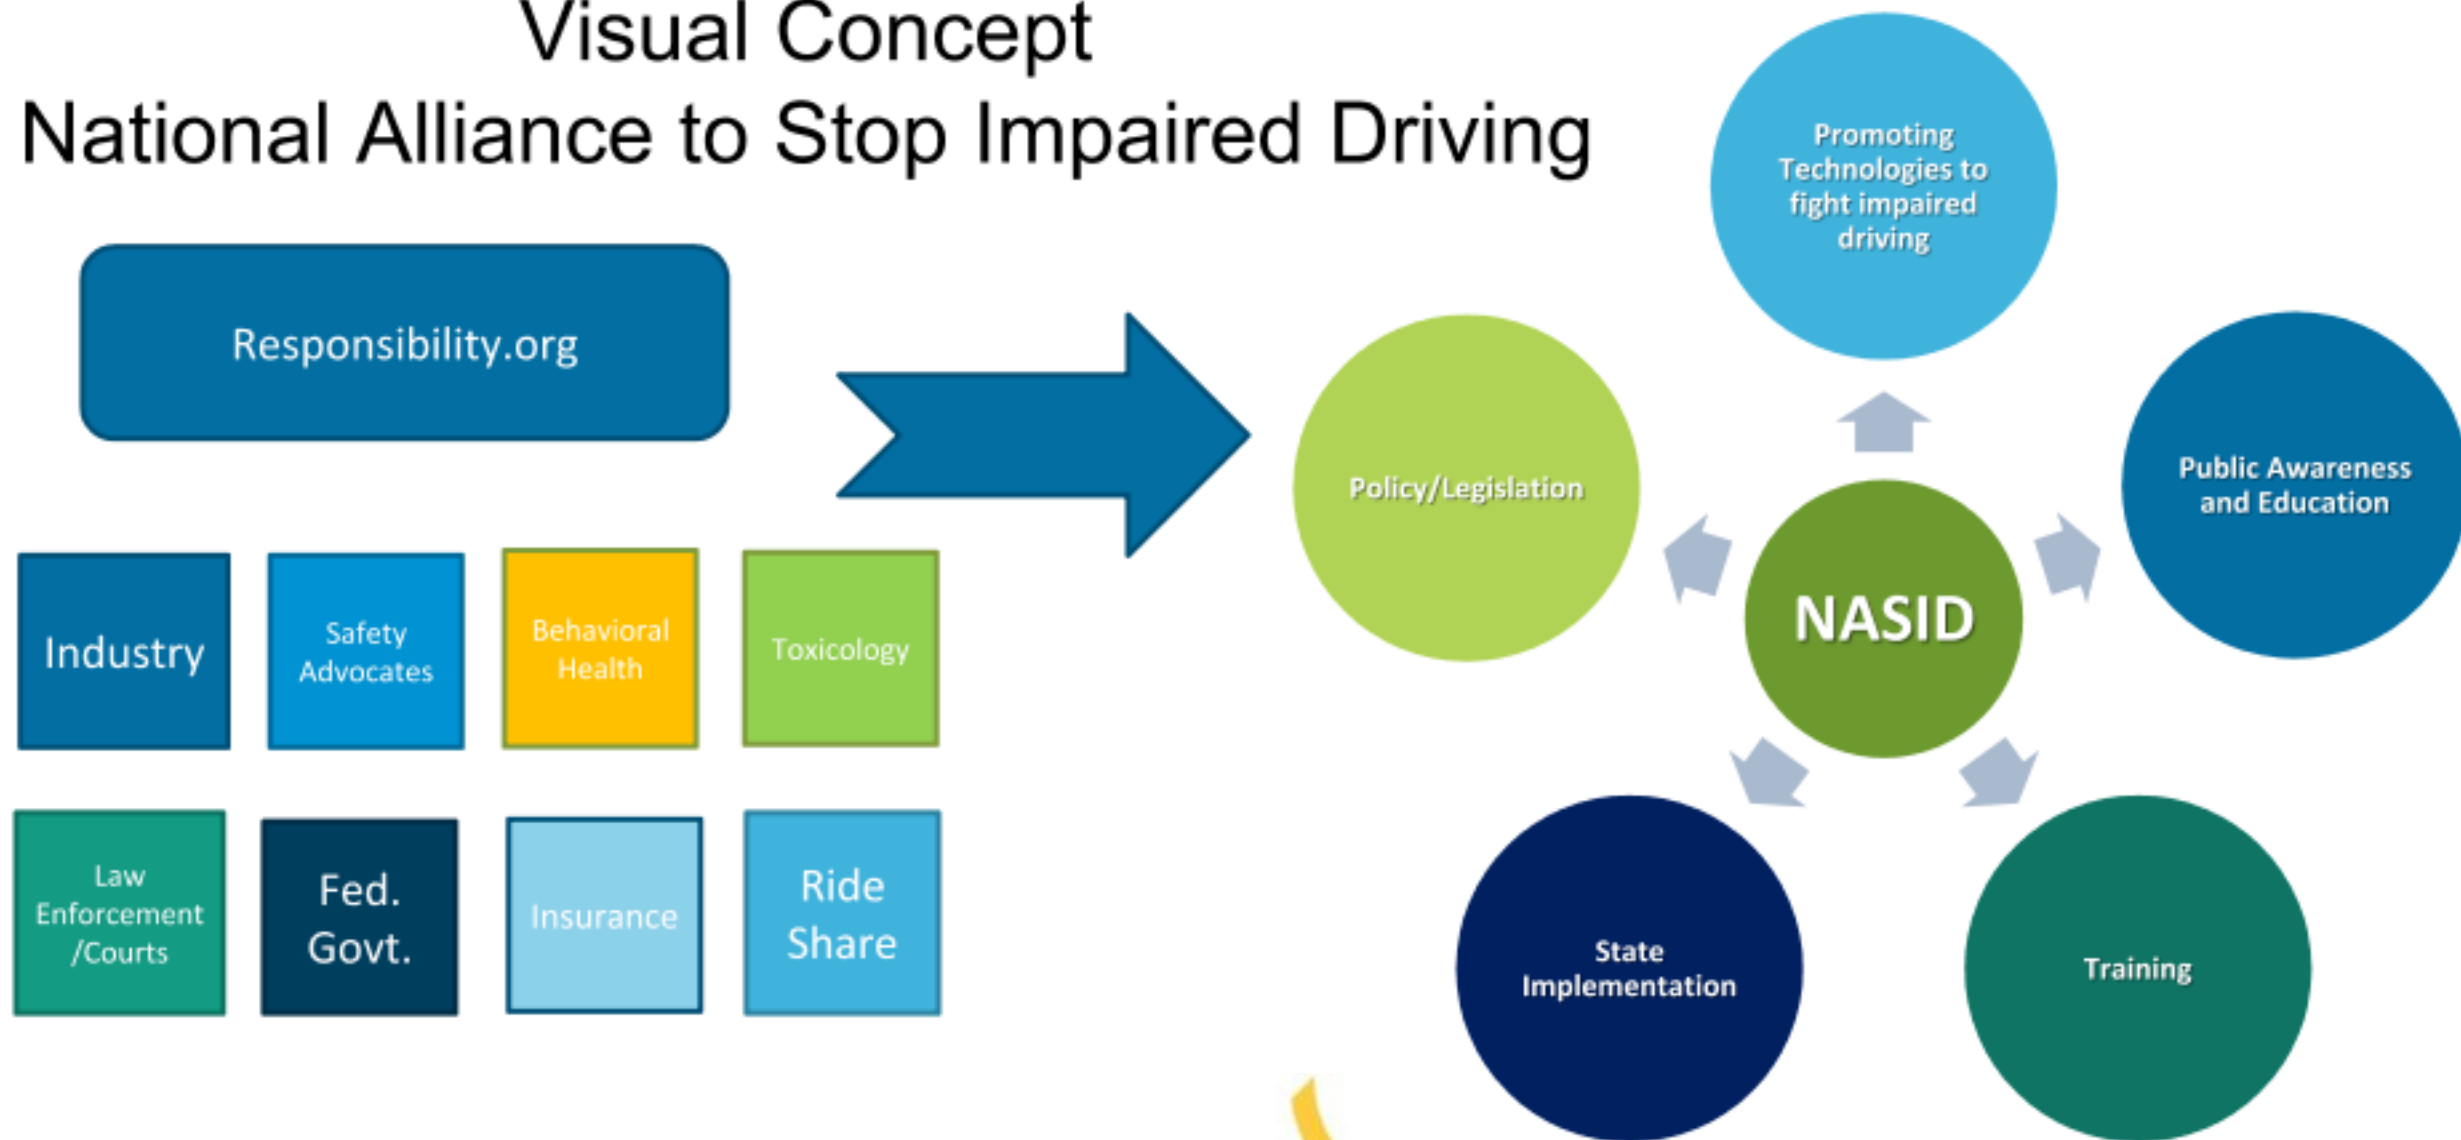 Visual Concept
National Alliance to Stop Impaired Driving
Responsibility.org
Industry
Safety
Advocates
Behavioral
Health
Toxicology
Law
Enforcement
/Courts
Fed.
Govt.
Insurance
Ride
Share
Promoting
Technologies to
fight impaired
driving
Policy/Legislation
Public Awareness
and Education
NASID
State
Implementation
Training